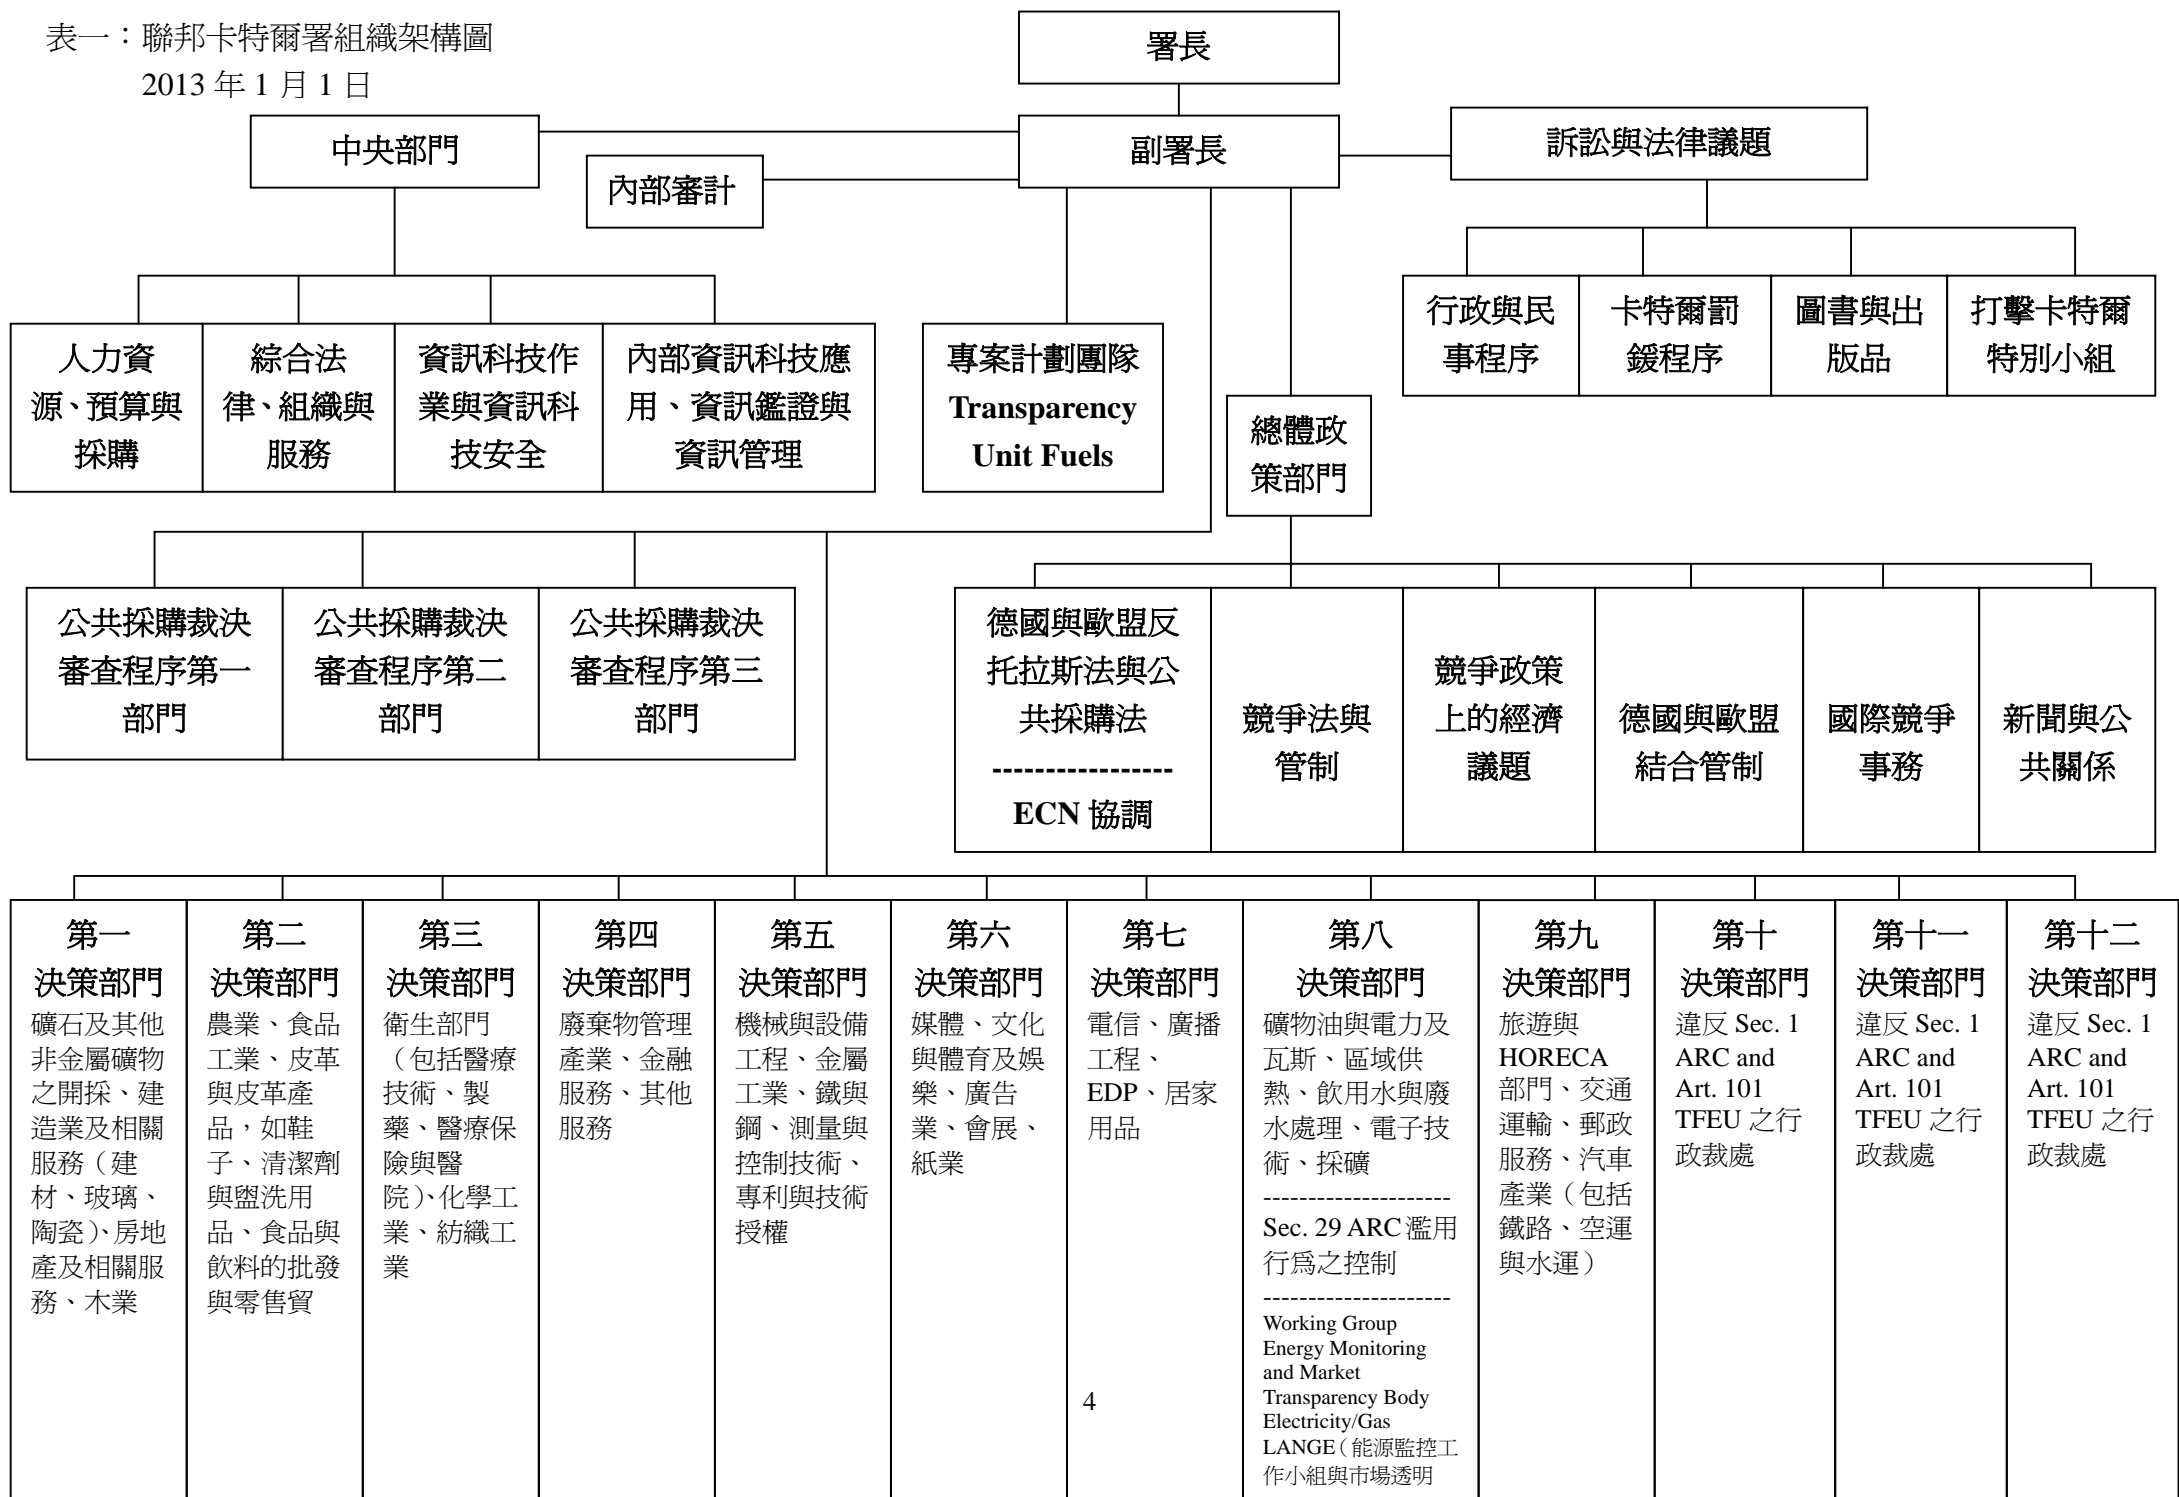 表一：聯邦卡特爾署組織架構圖
2013 年 1 月 1 日
署長
中央部門
副署長
訴訟與法律議題
內部審計
行政與民
事程序
卡特爾罰
鍰程序
圖書與出
版品
打擊卡特爾
特別小組
人力資
源、預算與
採購
綜合法
律、組織與
服務
資訊科技作
業與資訊科
技安全
內部資訊科技應
用、資訊鑑證與
資訊管理
專案計劃團隊
Transparency
Unit Fuels
總體政
策部門
公共採購裁決
審查程序第一
部門
公共採購裁決
審查程序第二
部門
公共採購裁決
審查程序第三
部門
德國與歐盟反
托拉斯法與公
共採購法
-----------------
ECN 協調
競爭法與
管制
競爭政策
上的經濟
議題
德國與歐盟
結合管制
國際競爭
事務
新聞與公
共關係
第一
決策部門
礦石及其他
非金屬礦物
之開採、建
造業及相關
服務（建
材、玻璃、
陶瓷）、房地
產及相關服
務、木業
第二
決策部門
農業、食品
工業、皮革
與皮革產
品，如鞋
子、清潔劑
與盥洗用
品、食品與
飲料的批發
與零售貿
第三
決策部門
衛生部門
（包括醫療
技術、製
藥、醫療保
險與醫
院）、化學工
業、紡織工
業
第四
決策部門
廢棄物管理
產業、金融
服務、其他
服務
第五
決策部門
機械與設備
工程、金屬
工業、鐵與
鋼、測量與
控制技術、
專利與技術
授權
第六
決策部門
媒體、文化
與體育及娛
樂、廣告
業、會展、
紙業
第七
決策部門
電信、廣播
工程、
EDP、居家
用品
第八
決策部門
礦物油與電力及
瓦斯、區域供
熱、飲用水與廢
水處理、電子技
術、採礦
---------------------
Sec. 29 ARC 濫用
行為之控制
---------------------
Working Group
Energy Monitoring
and Market
Transparency Body
Electricity/Gas
LANGE（能源監控工
作小組與市場透明
第九
決策部門
旅遊與
HORECA
部門、交通
運輸、郵政
服務、汽車
產業（包括
鐵路、空運
與水運）
第十
決策部門
違反 Sec. 1
ARC and
Art. 101
TFEU 之行
政裁處
第十一
決策部門
違反 Sec. 1
ARC and
Art. 101
TFEU 之行
政裁處
第十二
決策部門
違反 Sec. 1
ARC and
Art. 101
TFEU 之行
政裁處
4